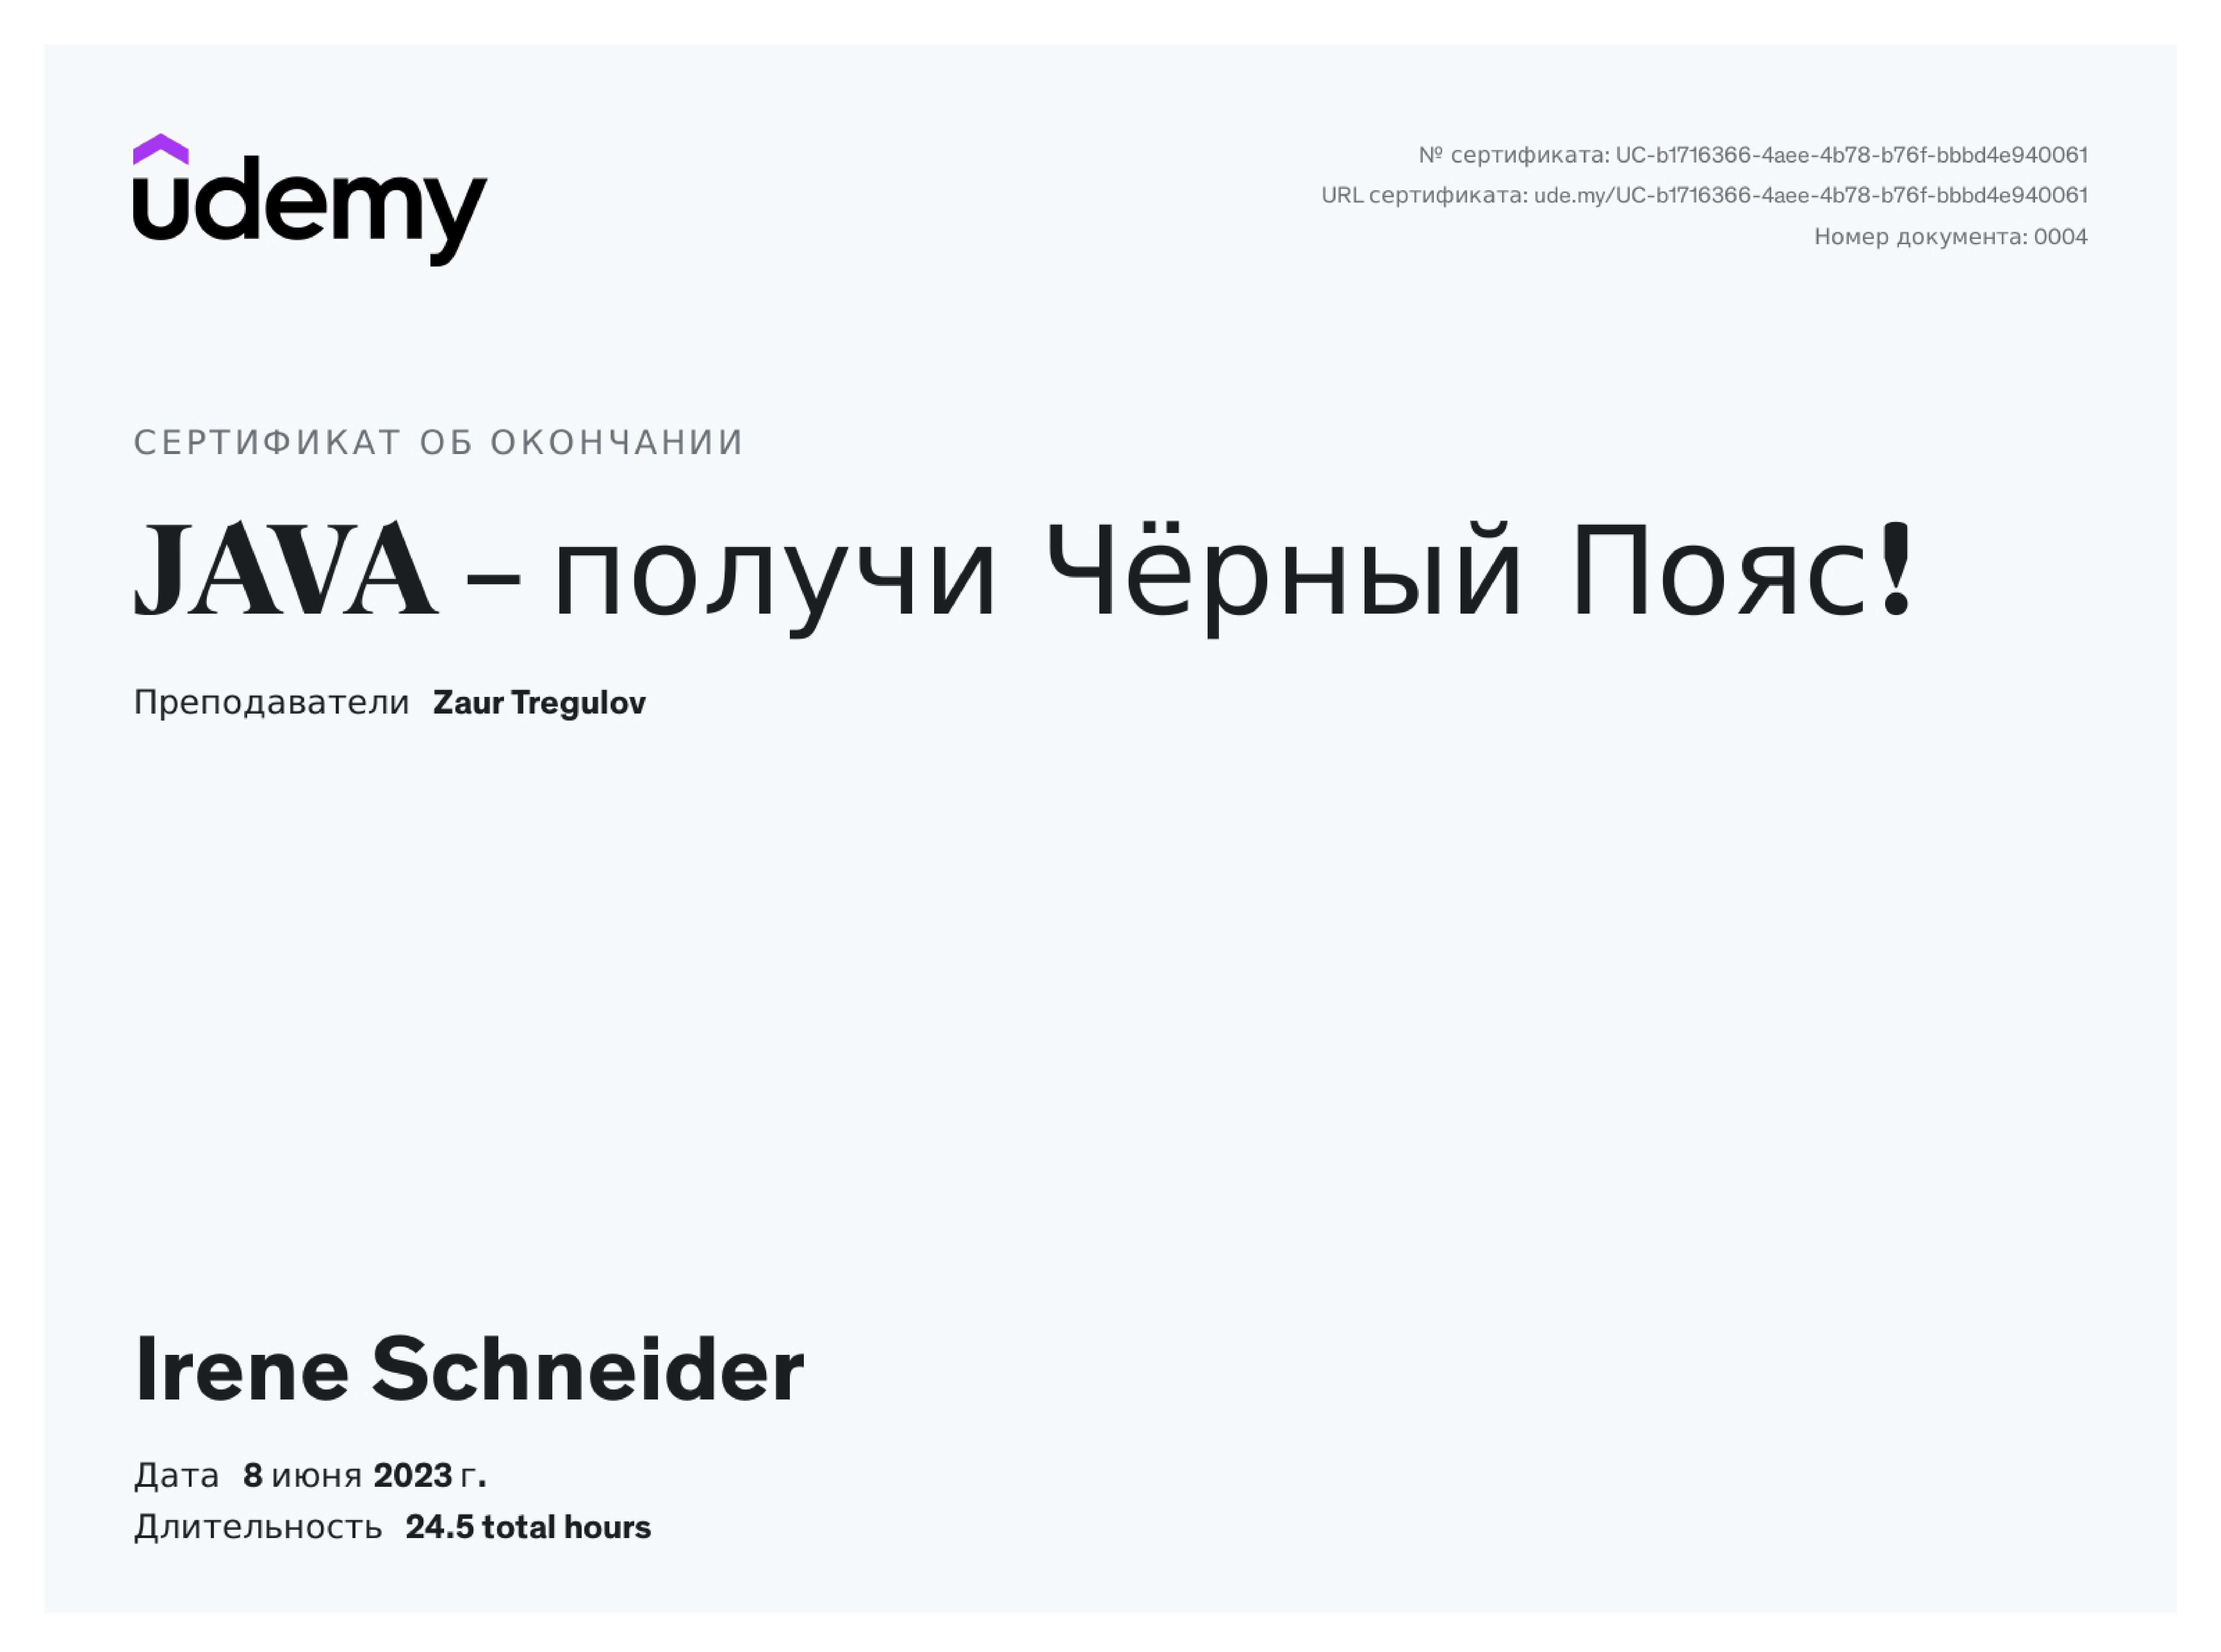 udemy
№ сертификата: UC-b1716366-4aee-4b78-b76f-bbbd4e940061
URL сертификата: ude.my/UC-b1716366-4aee-4b78-b76f-bbbd4e940061
Номер документа: 0004
СЕРТИФИКАТ ОБ ОКОНЧАНИИ
JAVA – получи Чёрный Пояс!
Преподаватели Zaur Tregulov
Irene Schneider
Дата 8 июня 2023 г.
Длительность 24.5 total hours